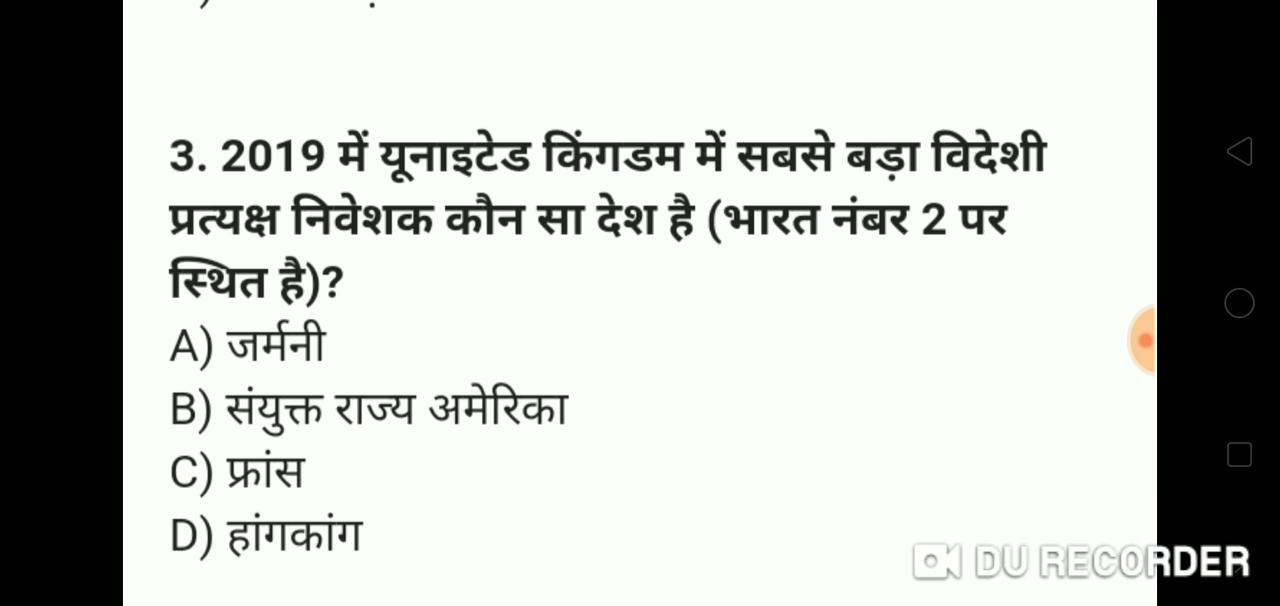 3. 2019 में यूनाइटेड किंगडम में सबसे बड़ा विदेशी
प्रत्यक्ष निवेशक कौन सा देश है (भारत नंबर 2 पर
स्थित है)?
A) जर्मनी
B) संयुक्त राज्य अमेरिका
C) फ्रांस
D) हांगकांग
DU RECORDER